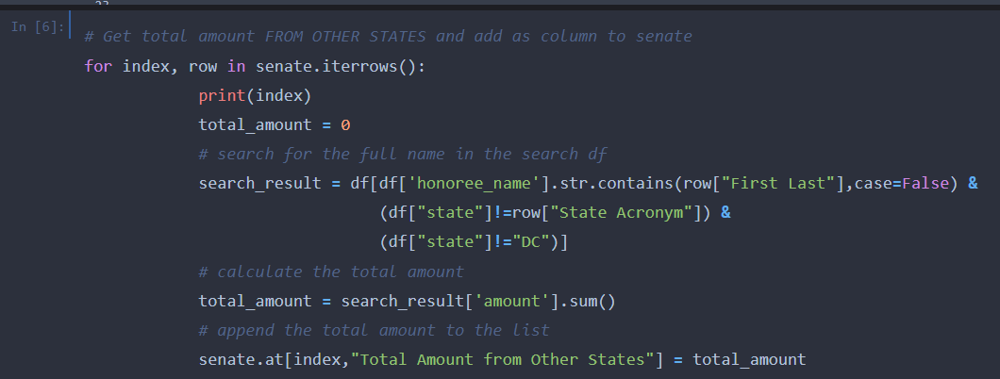 23
In [6]:
# Get total amount FROM OTHER STATES and add as column to senate
for index, row in senate.iterrows():
print(index)
total_amount = 0
# search for the full name in the search df
search_result = df[df['honoree_name'].str.contains(row["First Last"],case=False) &
(df["state"]!=row["State Acronym"]) &
(df["state"]!="DC")]
# calculate the total amount
total_amount = search_result['amount'].sum()
# append the total amount to the list
senate.at[index,"Total Amount from Other States"] = total_amount